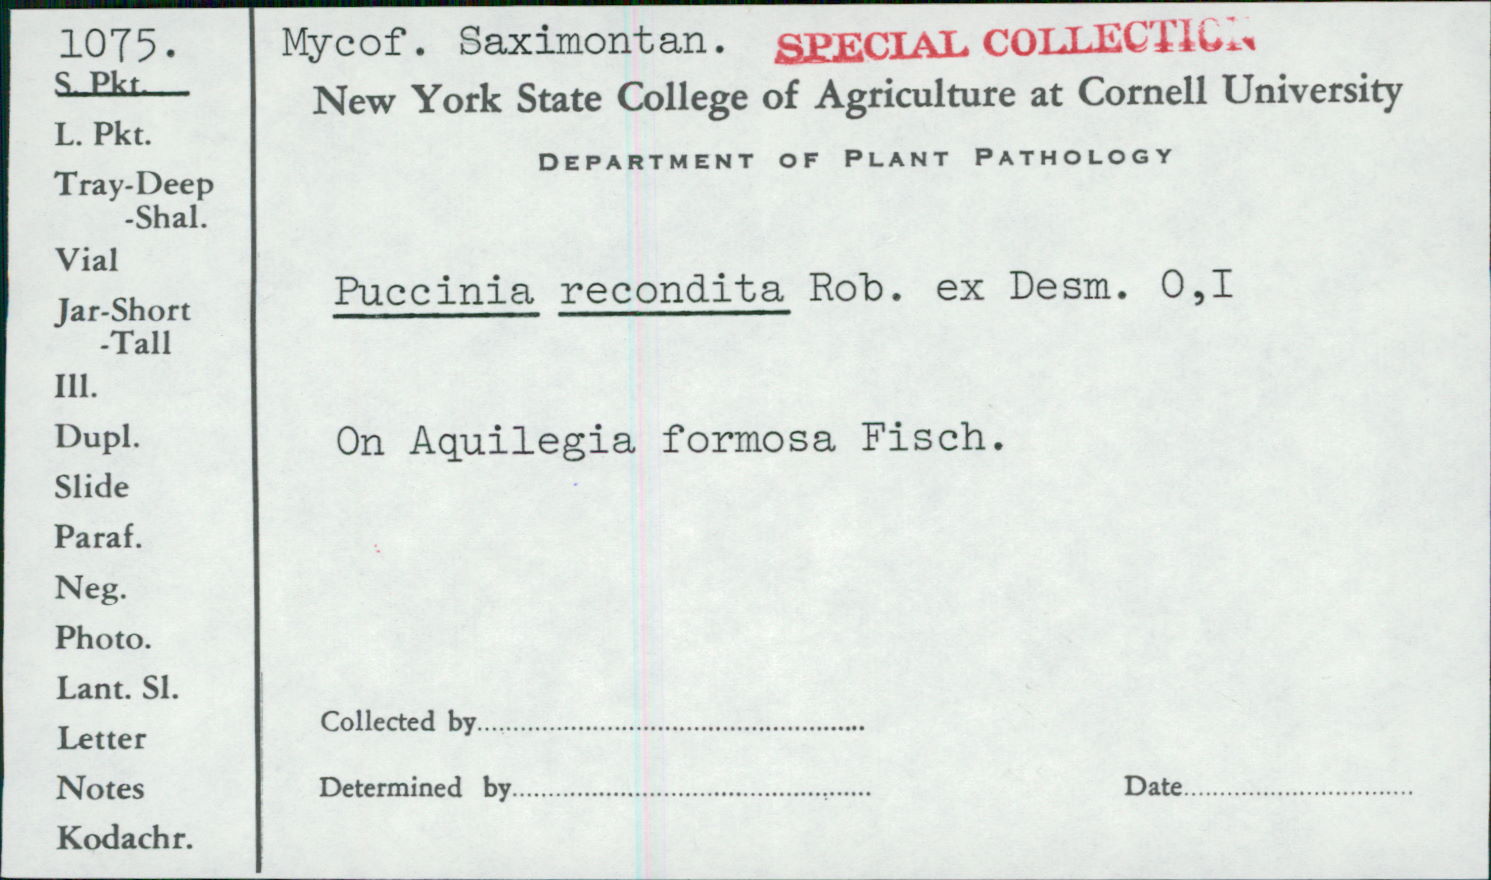 1075.
S. Pkt.
L. Pkt.
Tray-Deep
-Shal.
Vial
Jar-Short
-Tall
Ill.
Dupl.
Slide
Paraf.
Neg.
Photo.
Lant. Sl.
Letter
Notes
Kodachr.
Mycof. Saximontan. SPECIAL COLLECTION
New York State College of Agriculture at Cornell University
DEPARTMENT OF PLANT PATHOLOGY
Puccinia recondita Rob. ex Desm. O,I
On Aquilegia formosa Fisch.
Collected by
Determined by
Date